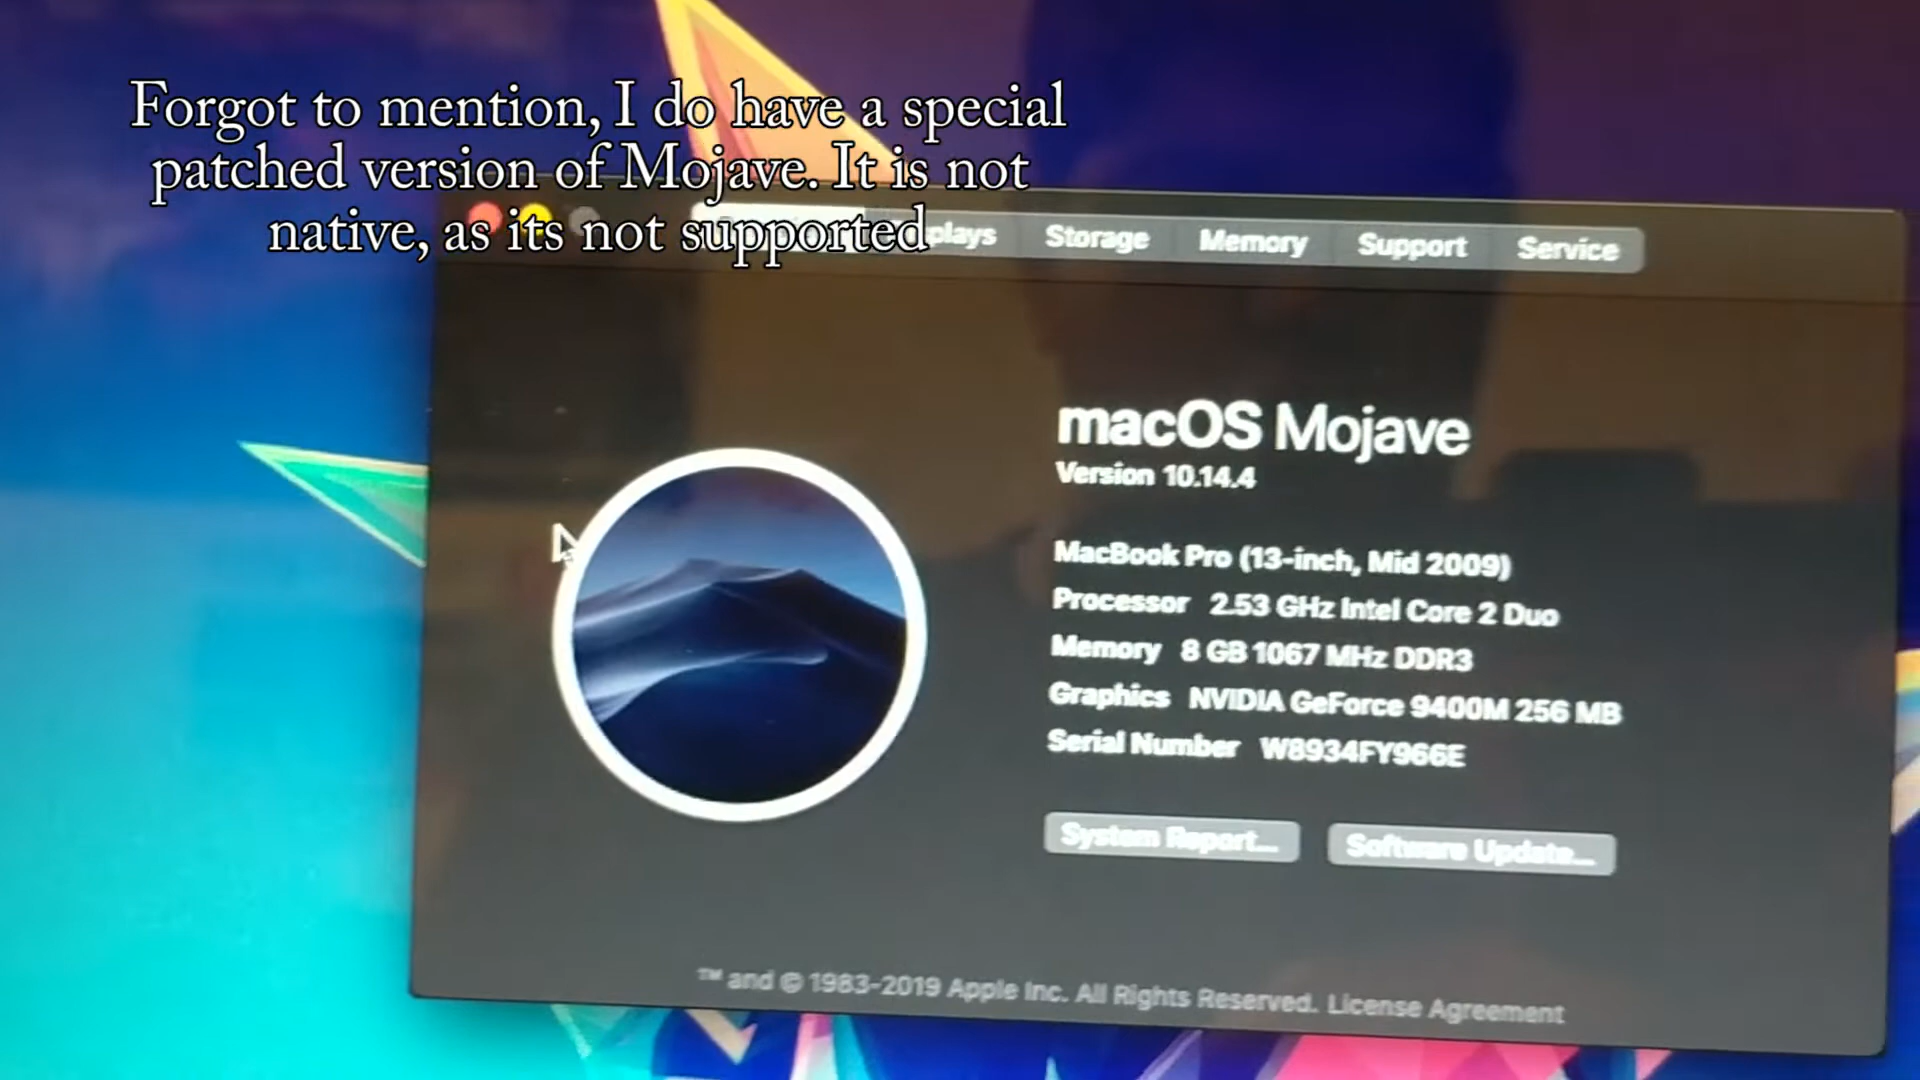 Forgot to mention, I do have a special
patched version of Mojave. It is not
native, as its not supported
Storage Memory Support Service
macOS Mojave
Version 10.14.4
MacBook Pro (13-inch, Mid 2009)
Processor 2.53 GHz Intel Core 2 Duo
Memory 8 GB 1067 MHz DDR3
Graphics NVIDIA GeForce 9400M 256 MB
Serial Number W8934FY966E
System Report...
Software Update...
™ and © 1983-2019 Apple Inc. All Rights Reserved. License Agreement